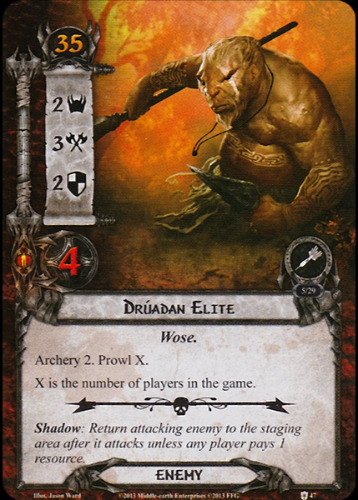 35
2
3
2
4
5/29
Drúadan Elite
Wose.
Archery 2. Prowl X.
X is the number of players in the game.
Shadow: Return attacking enemy to the staging
area after it attacks unless any player pays 1
resource.
ENEMY
Illus. Jason Ward ©2013 Middle-earth Enterprises ©2013 FFG 47